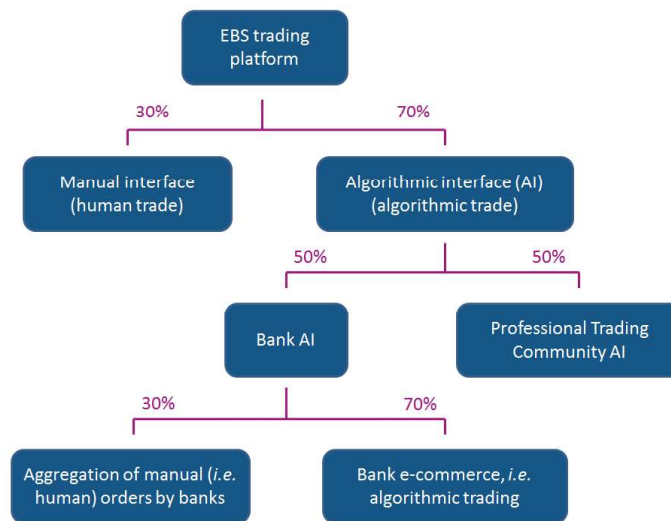 EBS trading
platform
30%
70%
Manual interface
(human trade)
Algorithmic interface (AI)
(algorithmic trade)
50%
50%
Bank AI
Professional Trading
Community AI
30%
70%
Aggregation of manual (i.e.
human) orders by banks
Bank e-commerce, i.e.
algorithmic trading